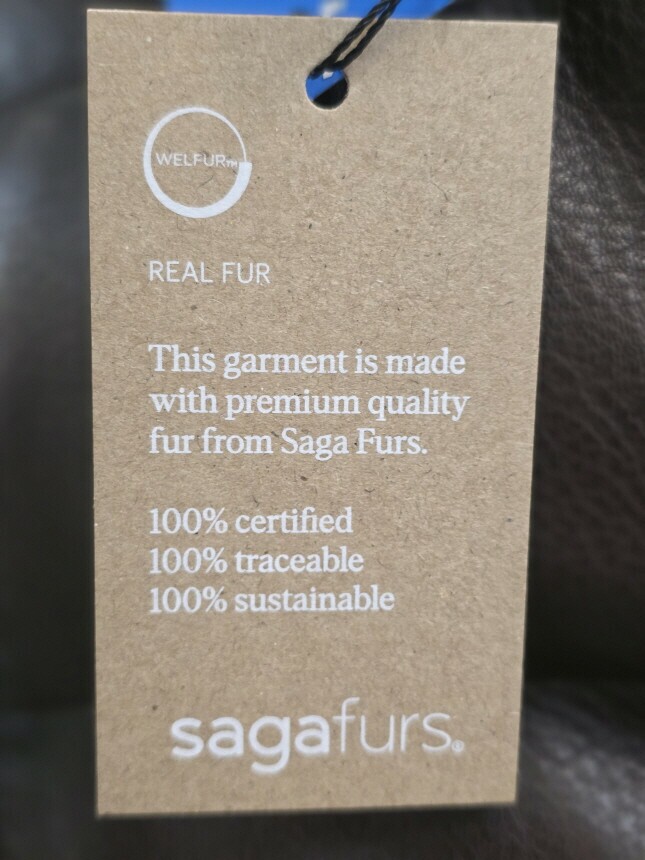 WELFUR™
REAL FUR
This garment is made
with premium quality
fur from Saga Furs.
100% certified
100% traceable
100% sustainable
sagafurs®